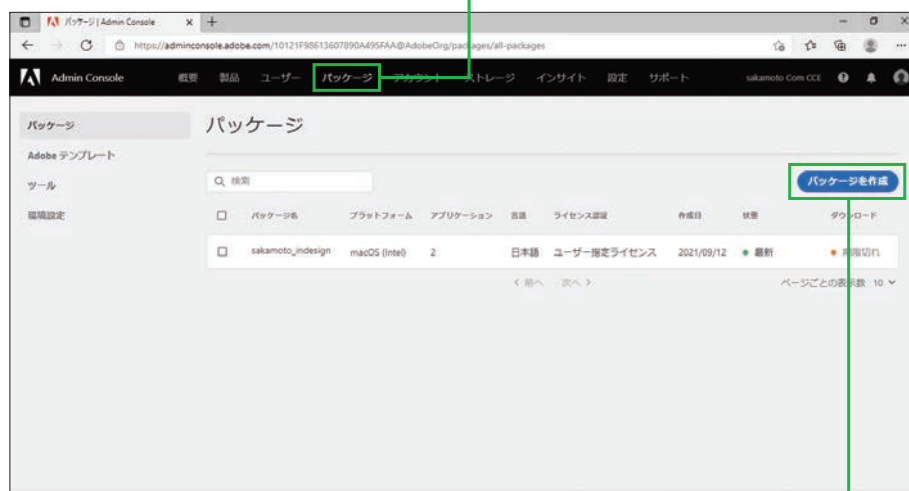 パッケージ | Admin Console
https://adminconsole.adobe.com/10121F98613607890A495FAA@AdobeOrg/packages/all-packages
Admin Console 概要 製品 ユーザー パッケージ アカウント ストレージ インサイト 設定 サポート sakamoto Com CCE
パッケージ
Adobe テンプレート
ツール
環境設定
パッケージ
検索
パッケージを作成
パッケージ名 プラットフォーム アプリケーション 言語 ライセンス認証 作成日 状態 ダウンロード
sakamoto_indesign macOS (Intel) 2 日本語 ユーザー指定ライセンス 2021/09/12 最新 期限切れ
< 前へ 次へ > ページごとの表示数 10